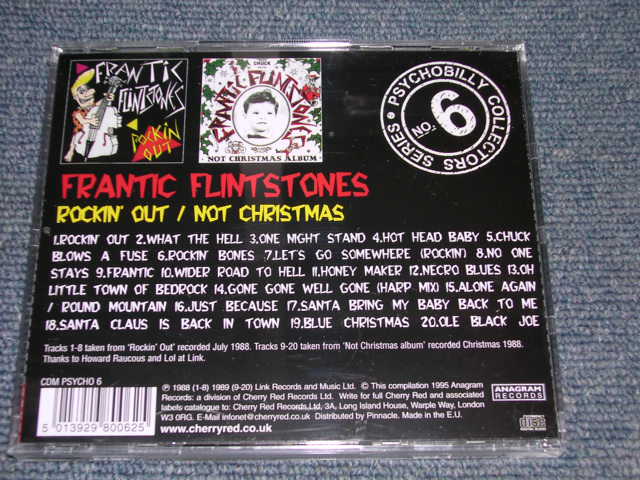 FRANTIC
FLINTSTONES
ROCKIN
OUT
CHUCK
FRANTIC FLINTSTONES
NOT CHRISTMAS ALBUM
PSYCHOBILLY COLLECTORS SERIES
NO. 6
FRANTIC FLINTSTONES
ROCKIN' OUT / NOT CHRISTMAS
1.ROCKIN OUT 2.WHAT THE HELL 3.ONE NIGHT STAND 4.HOT HEAD BABY 5.CHUCK
BLOWS A FUSE 6.ROCKIN BONES 7.LET'S GO SOMEWHERE (ROCKIN) 8.NO ONE
STAYS 9.FRANTIC 10.WIDER ROAD TO HELL 11.HONEY MAKER 12.NECRO BLUES 13.OH
LITTLE TOWN OF BEDROCK 14.GONE GONE WELL GONE (HARP MIX) 15.ALONE AGAIN
/ ROUND MOUNTAIN 16.JUST BECAUSE 17.SANTA BRING MY BABY BACK TO ME
18.SANTA CLAUS IS BACK IN TOWN 19.BLUE CHRISTMAS 20.OLE BLACK JOE
Tracks 1-8 taken from 'Rockin' Out' recorded July 1988. Tracks 9-20 taken from 'Not Christmas album' recorded Christmas 1988.
Thanks to Howard Raucous and Lol at Link.
CDM PSYCHO 6
5 013929 800625
℗ 1988 (1-8) 1989 (9-20) Link Records and Music Ltd. © This compilation 1995 Anagram
Records: a division of Cherry Red Records Ltd. Write for full Cherry Red and associated
labels catalogue to: Cherry Red Records,Ltd, 3A, Long Island House, Warple Way, London
W3 0RG. E-Mail infonet@cherryred.co.uk Distributed by Pinnacle. Made in the E.U.
www.cherryred.co.uk
ANAGRAM
RECORDS
COMPACT
disc
DIGITAL AUDIO